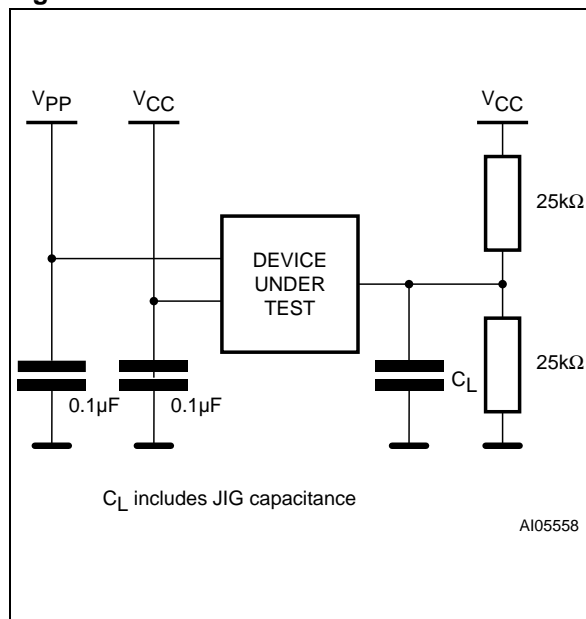 VPP
VCC
VCC
25kΩ
DEVICE
UNDER
TEST
CL
25kΩ
0.1µF
0.1µF
CL includes JIG capacitance
AI05558